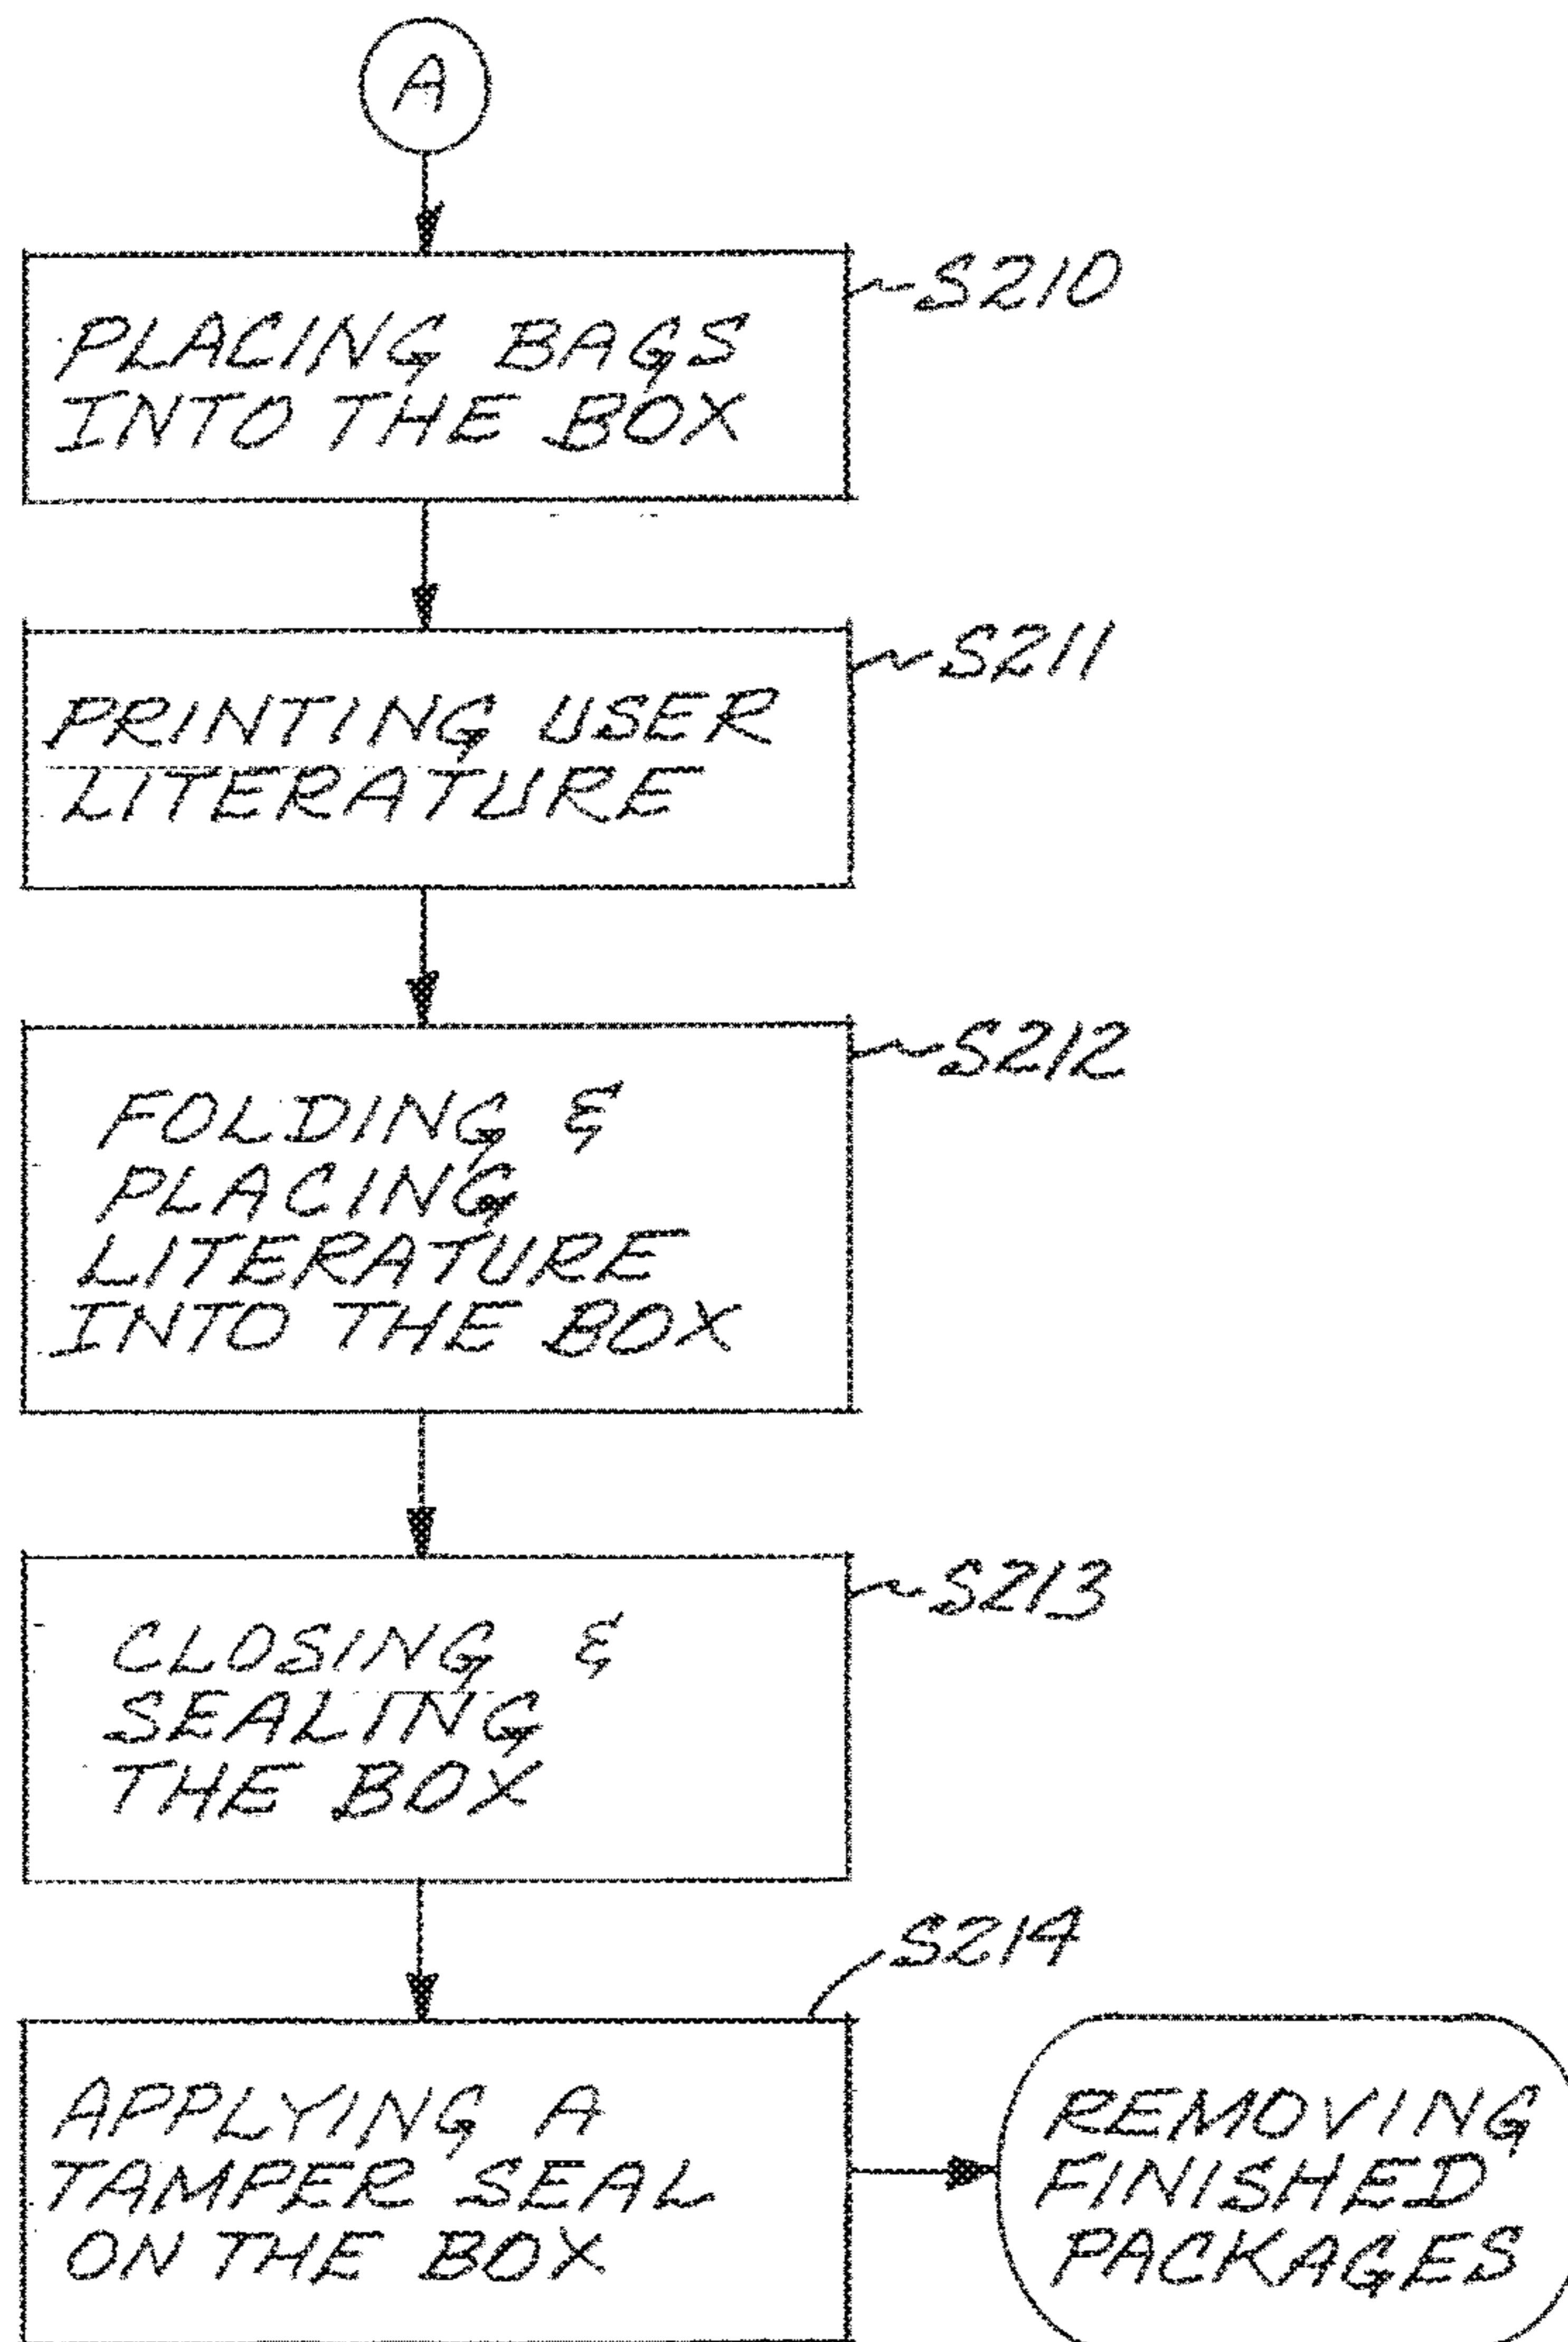 A
S210
PLACING BAGS
INTO THE BOX
S211
PRINTING USER
LITERATURE
S212
FOLDING &
PLACING
LITERATURE
INTO THE BOX
S213
CLOSING &
SEALING
THE BOX
S214
APPLYING A
TAMPER SEAL
ON THE BOX
REMOVING
FINISHED
PACKAGES